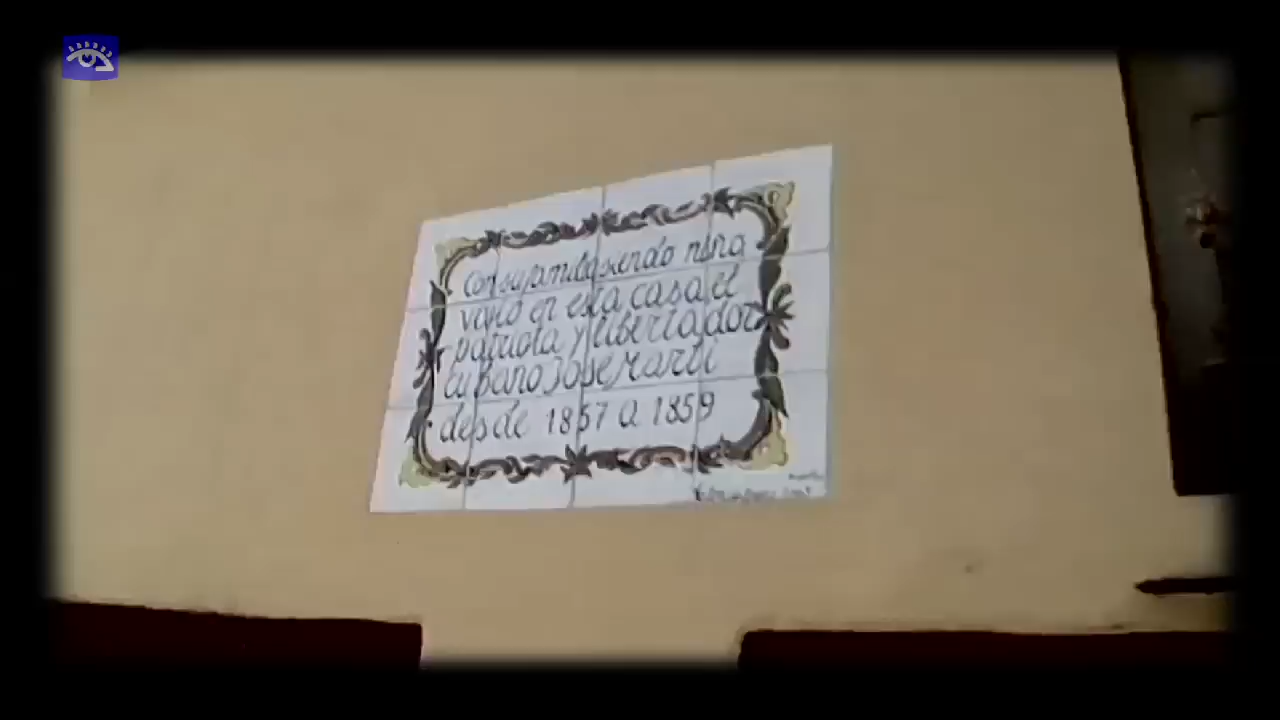 Con su familia siendo niño
vivió en esta casa el
patriota y libertador
cubano José Martí
desde 1857 a 1859